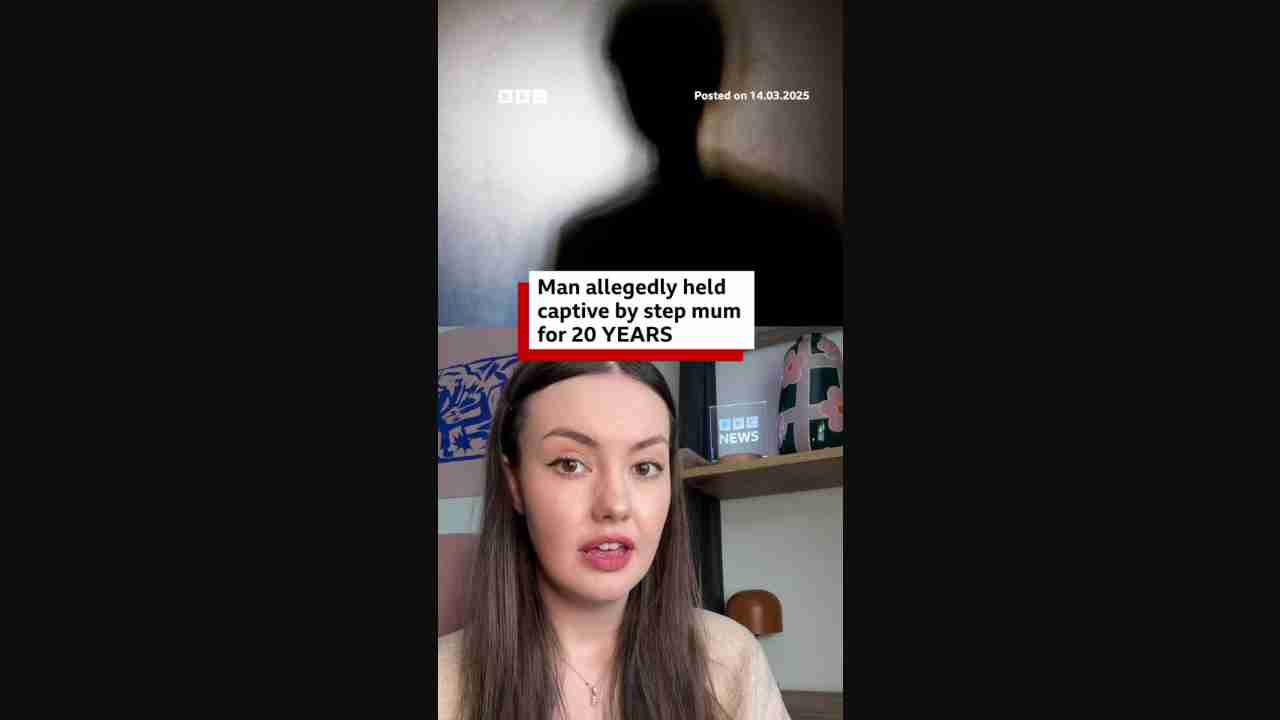 BBC
Posted on 14.03.2025
Man allegedly held
captive by step mum
for 20 YEARS
BBC
NEWS